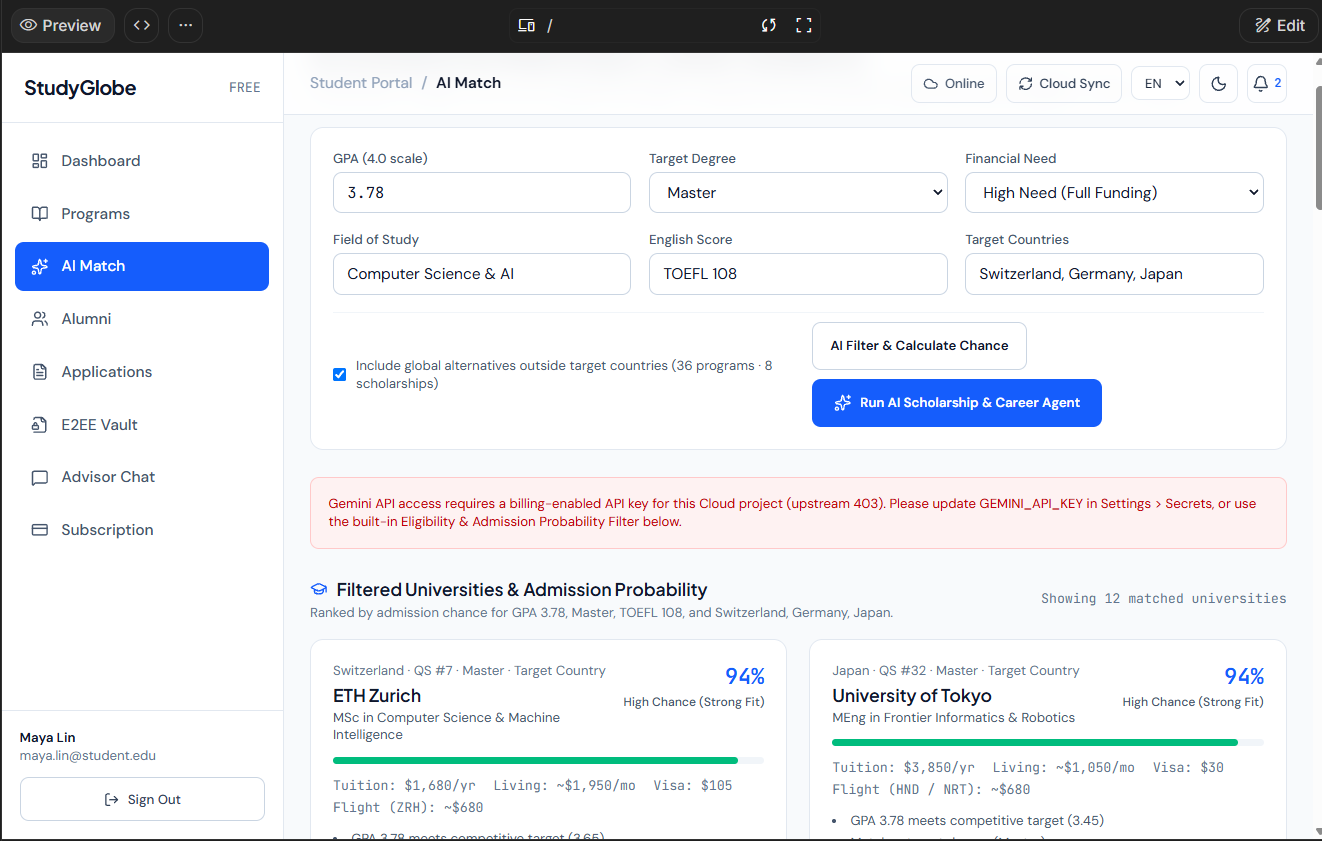 Preview
/
Edit
StudyGlobe
FREE
Student Portal / AI Match
Online
Cloud Sync
EN
2
Dashboard
Programs
AI Match
Alumni
Applications
E2EE Vault
Advisor Chat
Subscription
Maya Lin
maya.lin@student.edu
Sign Out
GPA (4.0 scale)
Target Degree
Financial Need
3.78
Master
High Need (Full Funding)
Field of Study
English Score
Target Countries
Computer Science & AI
TOEFL 108
Switzerland, Germany, Japan
Include global alternatives outside target countries (36 programs · 8
scholarships)
AI Filter & Calculate Chance
Run AI Scholarship & Career Agent
Gemini API access requires a billing-enabled API key for this Cloud project (upstream 403). Please update GEMINI_API_KEY in Settings > Secrets, or use
the built-in Eligibility & Admission Probability Filter below.
Filtered Universities & Admission Probability
Ranked by admission chance for GPA 3.78, Master, TOEFL 108, and Switzerland, Germany, Japan.
Showing 12 matched universities
Switzerland · QS #7 · Master · Target Country
94%
ETH Zurich
High Chance (Strong Fit)
MSc in Computer Science & Machine
Intelligence
Tuition: $1,680/yr Living: ~$1,950/mo Visa: $105
Flight (ZRH): ~$680
GPA 3.78 meets competitive target (3.65)
Japan · QS #32 · Master · Target Country
94%
University of Tokyo
High Chance (Strong Fit)
MEng in Frontier Informatics & Robotics
Tuition: $3,850/yr Living: ~$1,050/mo Visa: $30
Flight (HND / NRT): ~$680
GPA 3.78 meets competitive target (3.45)